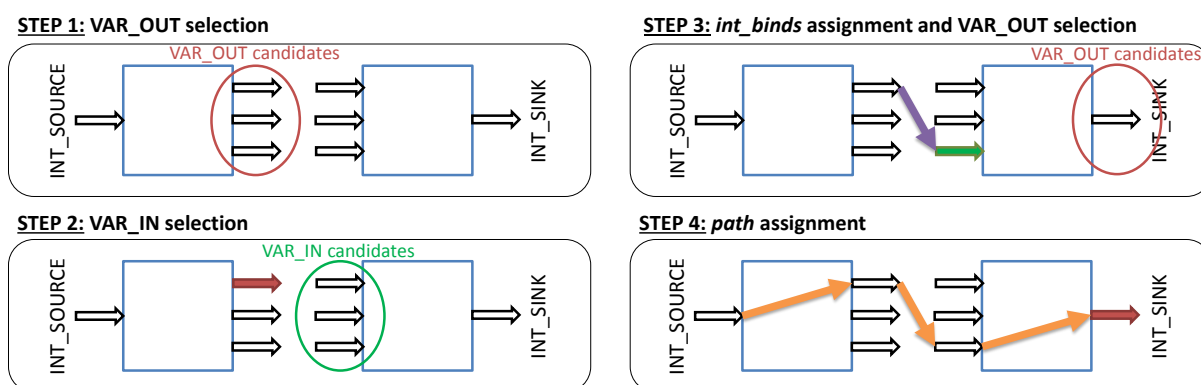 STEP 1: VAR_OUT selection
VAR_OUT candidates
INT_SOURCE
INT_SINK
STEP 2: VAR_IN selection
VAR_IN candidates
INT_SOURCE
INT_SINK
STEP 3: int_binds assignment and VAR_OUT selection
VAR_OUT candidates
INT_SOURCE
INT_SINK
STEP 4: path assignment
INT_SOURCE
INT_SINK